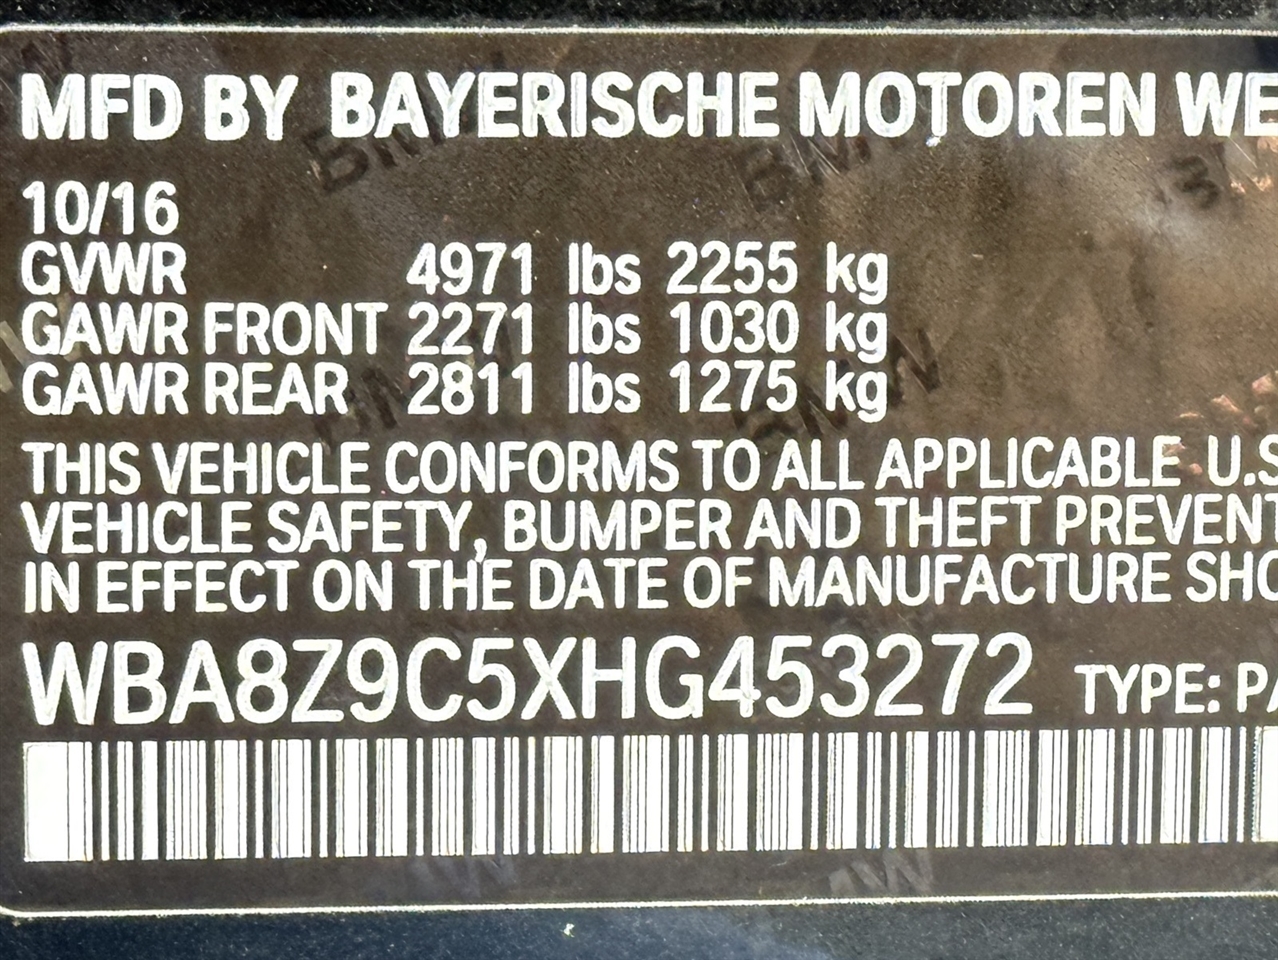 MFD BY BAYERISCHE MOTOREN WE
10/16
GVWR 4971 lbs 2255 kg
GAWR FRONT 2271 lbs 1030 kg
GAWR REAR 2811 lbs 1275 kg
THIS VEHICLE CONFORMS TO ALL APPLICABLE U.S
VEHICLE SAFETY, BUMPER AND THEFT PREVENT
IN EFFECT ON THE DATE OF MANUFACTURE SHO
WBA8Z9C5XHG453272 TYPE: PA